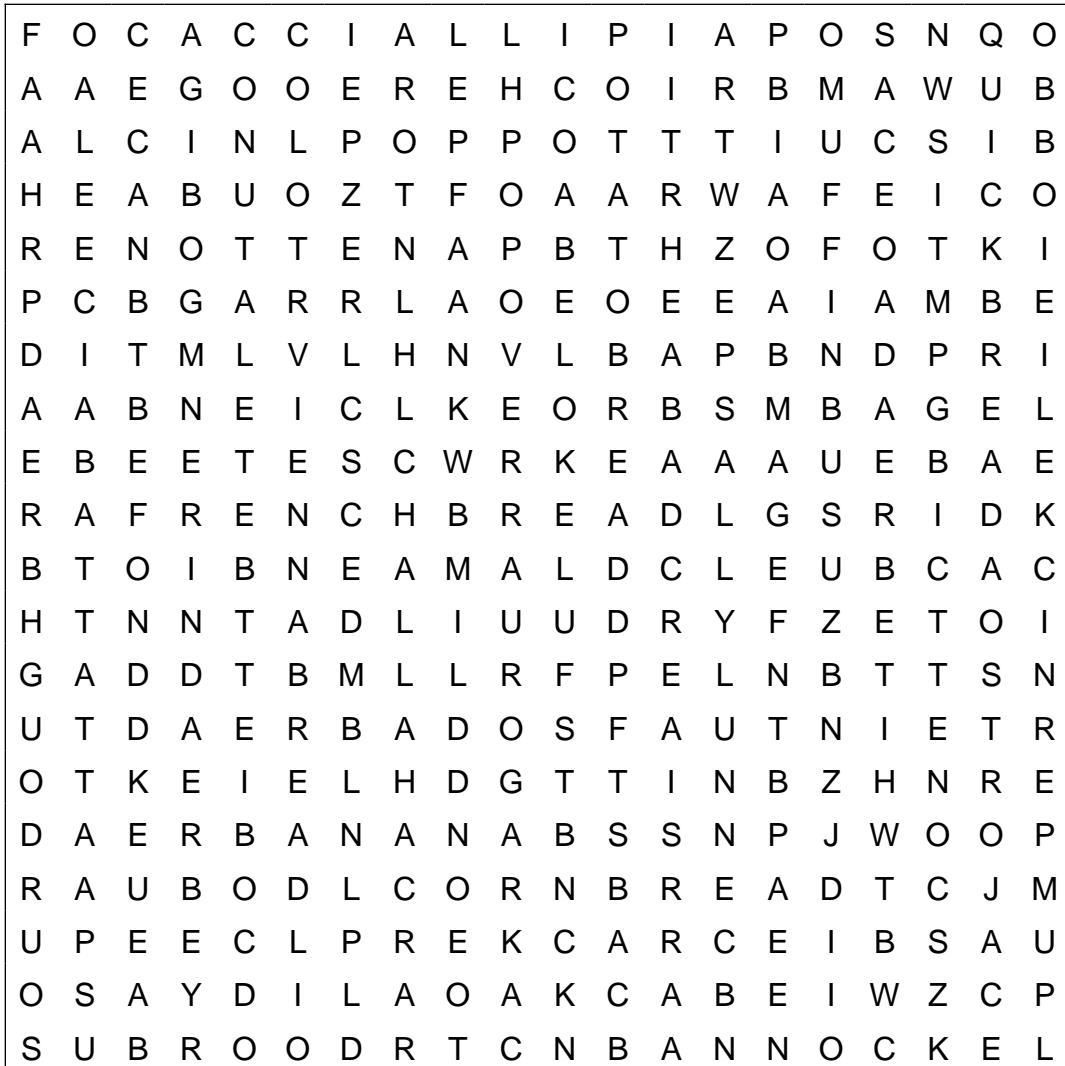 F O C A C C I A L L I P I A P O S N Q O
A A E G O O E R E H C O I R B M A W U B
A L C I N L P O P P O T T T I U C S I B
H E A B U O Z T F O A A R W A F E I C O
R E N O T T E N A P B T H Z O F O T K I
P C B G A R R L A O E O E E A I A M B E
D I T M L V L H N V L B A P B N D P R I
A A B N E I C L K E O R B S M B A G E L
E B E E T E S C W R K E A A A U E B A E
R A F R E N C H B R E A D L G S R I D K
B T O I B N E A M A L D C L E U B C A C
H T N N T A D L I U U D R Y F Z E T O I
G A D D T B M L L R F P E L N B T T S N
U T D A E R B A D O S F A U T N I E T R
O T K E I E L H D G T T I N B Z H N R E
D A E R B A N A N A B S S N P J W O O P
R A U B O D L C O R N B R E A D T C J M
U P E E C L P R E K C A R C E I B S A U
O S A Y D I L A O A K C A B E I W Z C P
S U B R O O D R T C N B A N N O C K E L